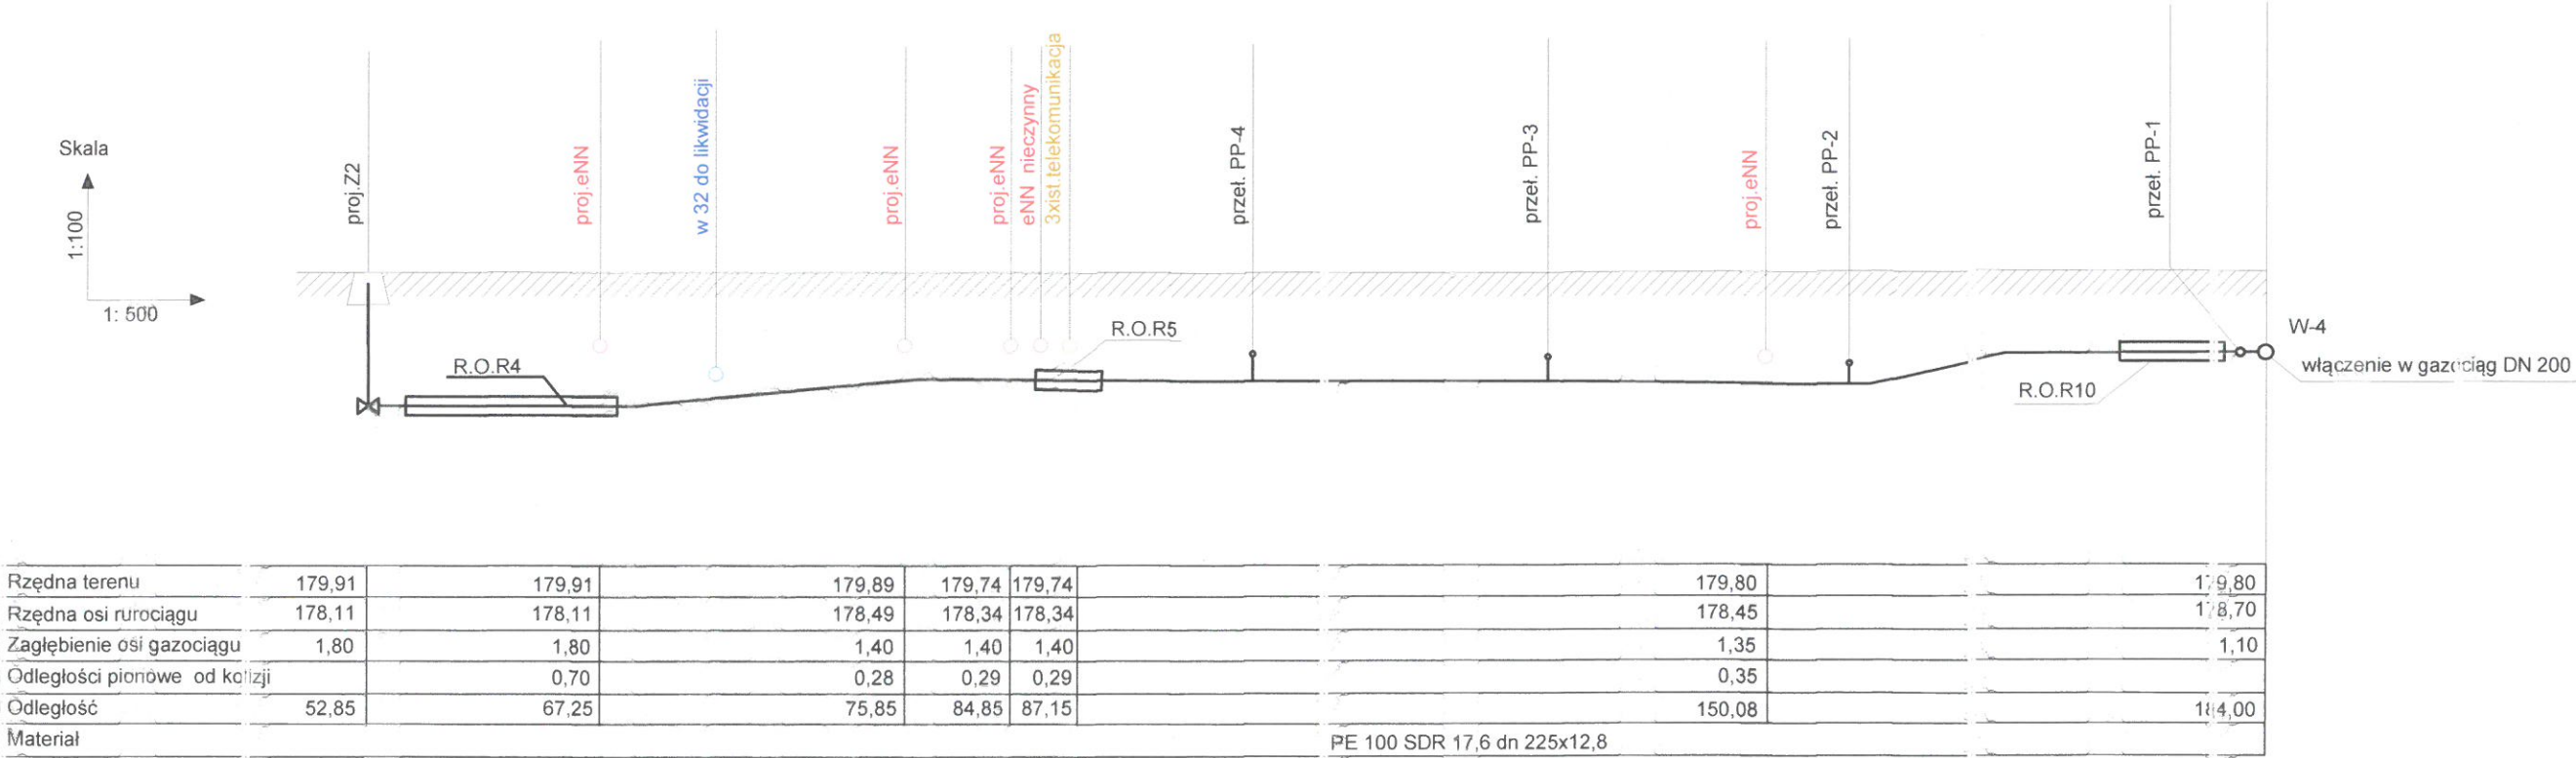 Skala
1:100
1: 500
proj.Z2
proj.eNN
w 32 do likwidacji
proj.eNN
proj.eNN
eNN nieczynny
3xist.telekomunikacja
przeł. PP-4
przeł. PP-3
proj.eNN
przeł. PP-2
przeł. PP-1
R.O.R4
R.O.R5
R.O.R10
W-4
włączenie w gazociąg DN 200
Rzędna terenu 179,91 179,91 179,89 179,74 179,74 179,80 179,80
Rzędna osi rurociągu 178,11 178,11 178,49 178,34 178,34 178,45 178,70
Zagłębienie osi gazociągu 1,80 1,80 1,40 1,40 1,40 1,35 1,10
Odległości pionowe od kolizji 0,70 0,28 0,29 0,29 0,35
Odległość 52,85 67,25 75,85 84,85 87,15 150,08 184,00
Materiał PE 100 SDR 17,6 dn 225x12,8